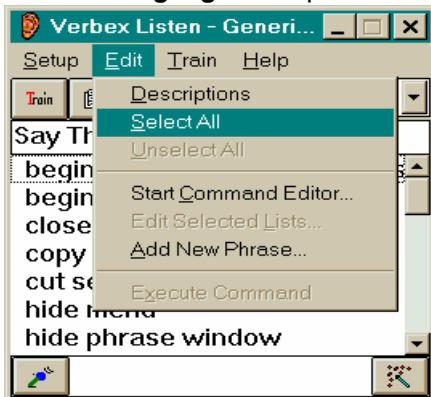 Verbex Listen - Generi...
Setup Edit Train Help
Train
Descriptions
Say Th
Select All
Unselect All
begin
begin
Start Command Editor...
close
Edit Selected Lists...
copy
Add New Phrase...
cut se
Execute Command
hide menu
hide phrase window